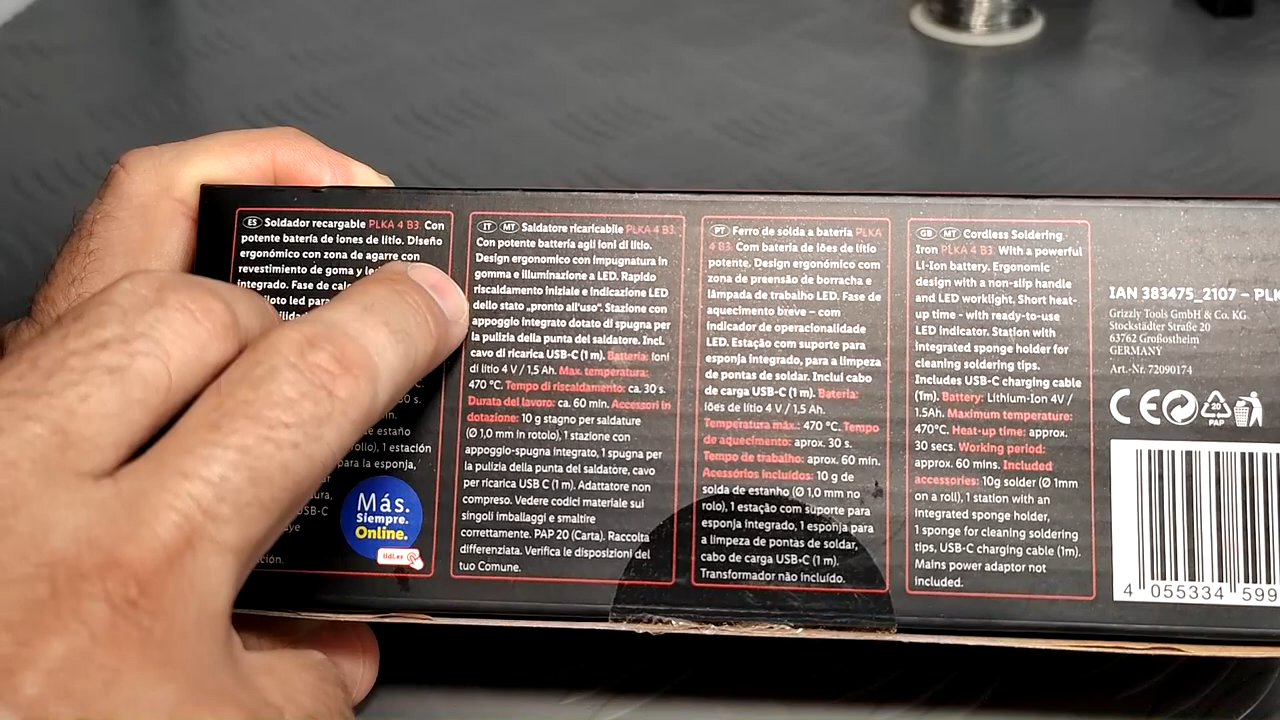 ES Soldador recargable PLKA 4 B3. Con
potente batería de iones de litio. Diseño
ergonómico con zona de agarre con
revestimiento de goma y
integrado. Fase de
led para
estaño
1 estación
para la esponja,
USB-C
Más.
Siempre.
Online.
lidl.es
IT MT Saldatore ricaricabile PLKA 4 B3.
Con potente batteria agli ioni di litio.
Design ergonomico con impugnatura in
gomma e illuminazione a LED. Rapido
riscaldamento iniziale e indicazione LED
dello stato „pronto all'uso“. Stazione con
appoggio integrato dotato di spugna per
la pulizia della punta del saldatore. Incl.
cavo di ricarica USB-C (1 m). Batteria: ioni
di litio 4 V / 1,5 Ah. Max. temperatura:
470 °C. Tempo di riscaldamento: ca. 30 s.
Durata del lavoro: ca. 60 min. Accessori in
dotazione: 10 g stagno per saldature
(Ø 1,0 mm in rotolo), 1 stazione con
appoggio-spugna integrato, 1 spugna per
la pulizia della punta del saldatore, cavo
per ricarica USB C (1 m). Adattatore non
compreso. Vedere codici materiale sui
singoli imballaggi e smaltire
correttamente. PAP 20 (Carta). Raccolta
differenziata. Verifica le disposizioni del
tuo Comune.
PT Ferro de solda a bateria PLKA
4 B3. Com bateria de iões de lítio
potente. Design ergonómico com
zona de preensão de borracha e
lâmpada de trabalho LED. Fase de
aquecimento breve – com
indicador de operacionalidade
LED. Estação com suporte para
esponja integrado, para a limpeza
de pontas de soldar. Inclui cabo
de carga USB-C (1 m). Bateria:
iões de lítio 4 V / 1,5 Ah.
Temperatura máx.: 470 °C. Tempo
de aquecimento: aprox. 30 s.
Tempo de trabalho: aprox. 60 min.
Acessórios incluídos: 10 g de
solda de estanho (Ø 1,0 mm no
rolo), 1 estação com suporte para
esponja integrado, 1 esponja para
a limpeza de pontas de soldar,
cabo de carga USB-C (1 m).
Transformador não incluído.
GB MT Cordless Soldering
Iron PLKA 4 B3. With a powerful
Li-Ion battery. Ergonomic
design with a non-slip handle
and LED worklight. Short heat-
up time - with ready-to-use
LED indicator. Station with
integrated sponge holder for
cleaning soldering tips.
Includes USB-C charging cable
(1m). Battery: Lithium-Ion 4V /
1.5Ah. Maximum temperature:
470°C. Heat-up time: approx.
30 secs. Working period:
approx. 60 mins. Included
accessories: 10g solder (Ø 1mm
on a roll), 1 station with an
integrated sponge holder,
1 sponge for cleaning soldering
tips, USB-C charging cable (1m).
Mains power adaptor not
included.
IAN 383475_2107 – PLK
Grizzly Tools GmbH & Co. KG
Stockstädter Straße 20
63762 Großostheim
GERMANY
Art.-Nr. 72090174
CE
20
PAP
4 055334 599